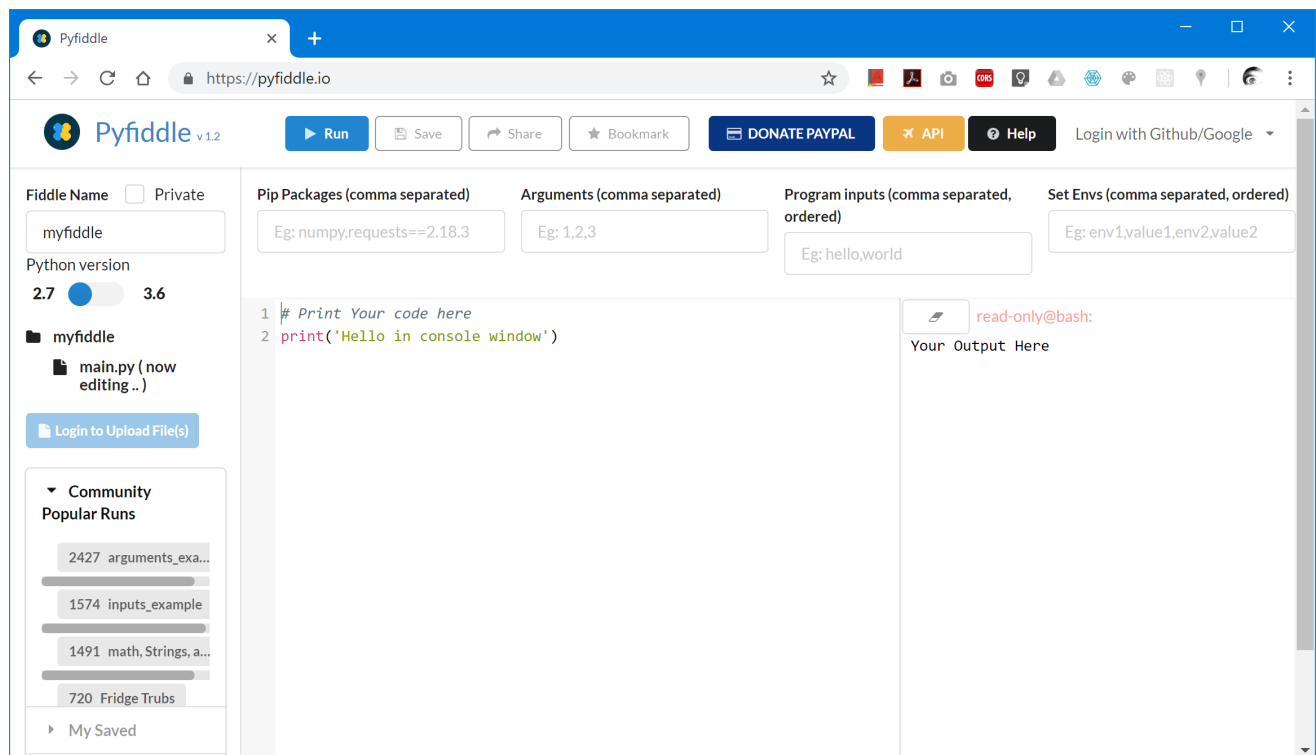 Pyfiddle
https://pyfiddle.io
CORS
Pyfiddle v 1.2
Run
Save
Share
Bookmark
DONATE PAYPAL
API
Help
Login with Github/Google
Fiddle Name
Private
myfiddle
Python version
2.7
3.6
myfiddle
main.py ( now
editing .. )
Login to Upload File(s)
Community
Popular Runs
2427 arguments_exa...
1574 inputs_example
1491 math, Strings, a...
720 Fridge Trubs
My Saved
Pip Packages (comma separated)
Eg: numpy,requests==2.18.3
Arguments (comma separated)
Eg: 1,2,3
Program inputs (comma separated,
ordered)
Eg: hello,world
Set Envs (comma separated, ordered)
Eg: env1,value1,env2,value2
1 # Print Your code here
2 print('Hello in console window')
read-only@bash:
Your Output Here